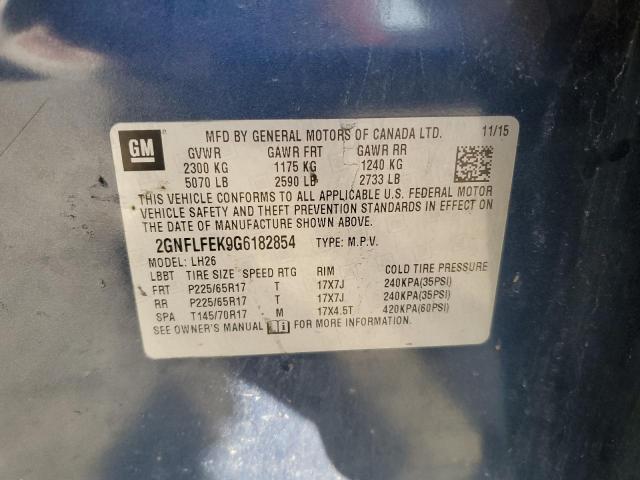 GM
MFD BY GENERAL MOTORS OF CANADA LTD. 11/15
GVWR GAWR FRT GAWR RR
2300 KG 1175 KG 1240 KG
5070 LB 2590 LB 2733 LB
THIS VEHICLE CONFORMS TO ALL APPLICABLE U.S. FEDERAL MOTOR
VEHICLE SAFETY AND THEFT PREVENTION STANDARDS IN EFFECT ON THE
DATE OF MANUFACTURE SHOWN ABOVE.
2GNFLFEK9G6182854 TYPE: M.P.V.
MODEL: LH26
LBBT TIRE SIZE SPEED RTG RIM COLD TIRE PRESSURE
FRT P225/65R17 T 17X7J 240KPA(35PSI)
RR P225/65R17 T 17X7J 240KPA(35PSI)
SPA T145/70R17 M 17X4.5T 420KPA(60PSI)
SEE OWNER'S MANUAL FOR MORE INFORMATION.